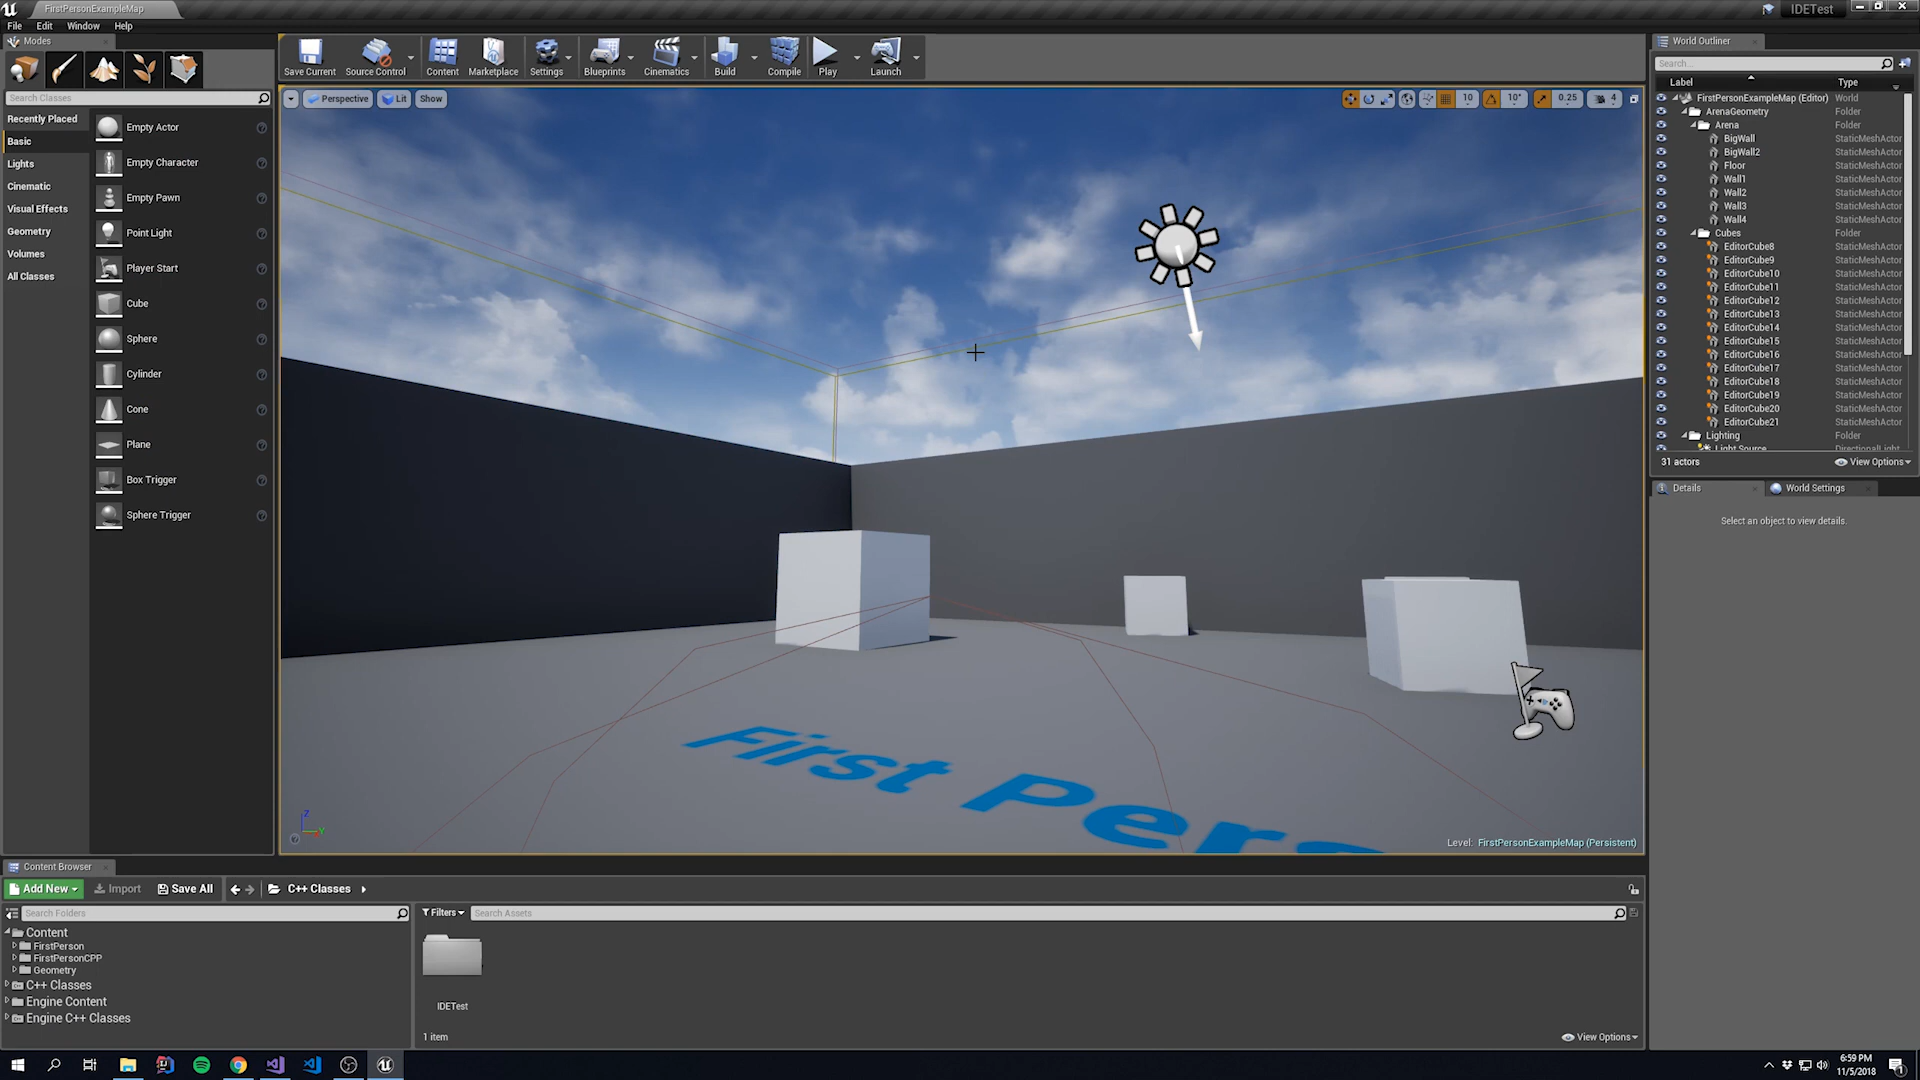 FirstPersonExampleMap
IDETest
File Edit Window Help
Modes
Search Classes
Recently Placed
Basic
Lights
Cinematic
Visual Effects
Geometry
Volumes
All Classes
Empty Actor
Empty Character
Empty Pawn
Point Light
Player Start
Cube
Sphere
Cylinder
Cone
Plane
Box Trigger
Sphere Trigger
Save Current Source Control Content Marketplace Settings Blueprints Cinematics Build Compile Play Launch
Perspective Lit Show
10 10° 0.25 4
First Pers
Level: FirstPersonExampleMap (Persistent)
World Outliner
Search...
Label Type
FirstPersonExampleMap (Editor) World
ArenaGeometry Folder
Arena Folder
BigWall StaticMeshActor
BigWall2 StaticMeshActor
Floor StaticMeshActor
Wall1 StaticMeshActor
Wall2 StaticMeshActor
Wall3 StaticMeshActor
Wall4 StaticMeshActor
Cubes Folder
EditorCube8 StaticMeshActor
EditorCube9 StaticMeshActor
EditorCube10 StaticMeshActor
EditorCube11 StaticMeshActor
EditorCube12 StaticMeshActor
EditorCube13 StaticMeshActor
EditorCube14 StaticMeshActor
EditorCube15 StaticMeshActor
EditorCube16 StaticMeshActor
EditorCube17 StaticMeshActor
EditorCube18 StaticMeshActor
EditorCube19 StaticMeshActor
EditorCube20 StaticMeshActor
EditorCube21 StaticMeshActor
Lighting Folder
Light Source DirectionalLight
31 actors View Options
Details World Settings
Select an object to view details.
Content Browser
Add New Import Save All C++ Classes
Search Folders
Content
FirstPerson
FirstPersonCPP
Geometry
C++ Classes
Engine Content
Engine C++ Classes
Filters Search Assets
IDETest
1 item View Options
6:59 PM
11/5/2018